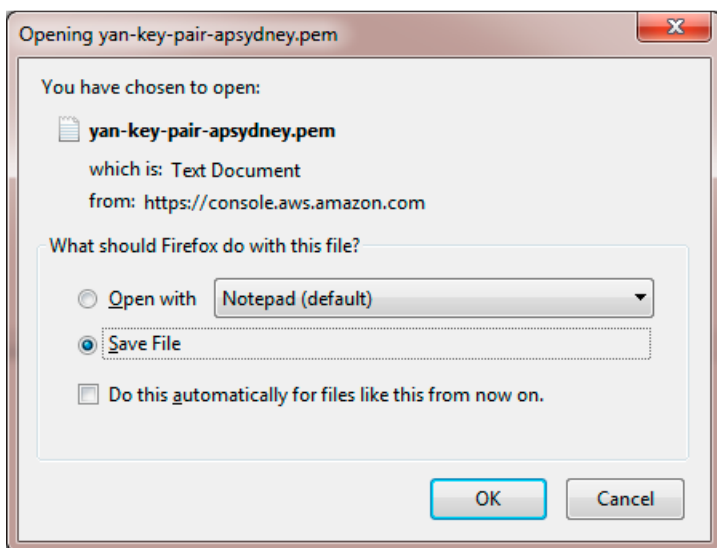 Opening yan-key-pair-apsydney.pem
You have chosen to open:
yan-key-pair-apsydney.pem
which is: Text Document
from: https://console.aws.amazon.com
What should Firefox do with this file?
Open with Notepad (default)
Save File
Do this automatically for files like this from now on.
OK Cancel